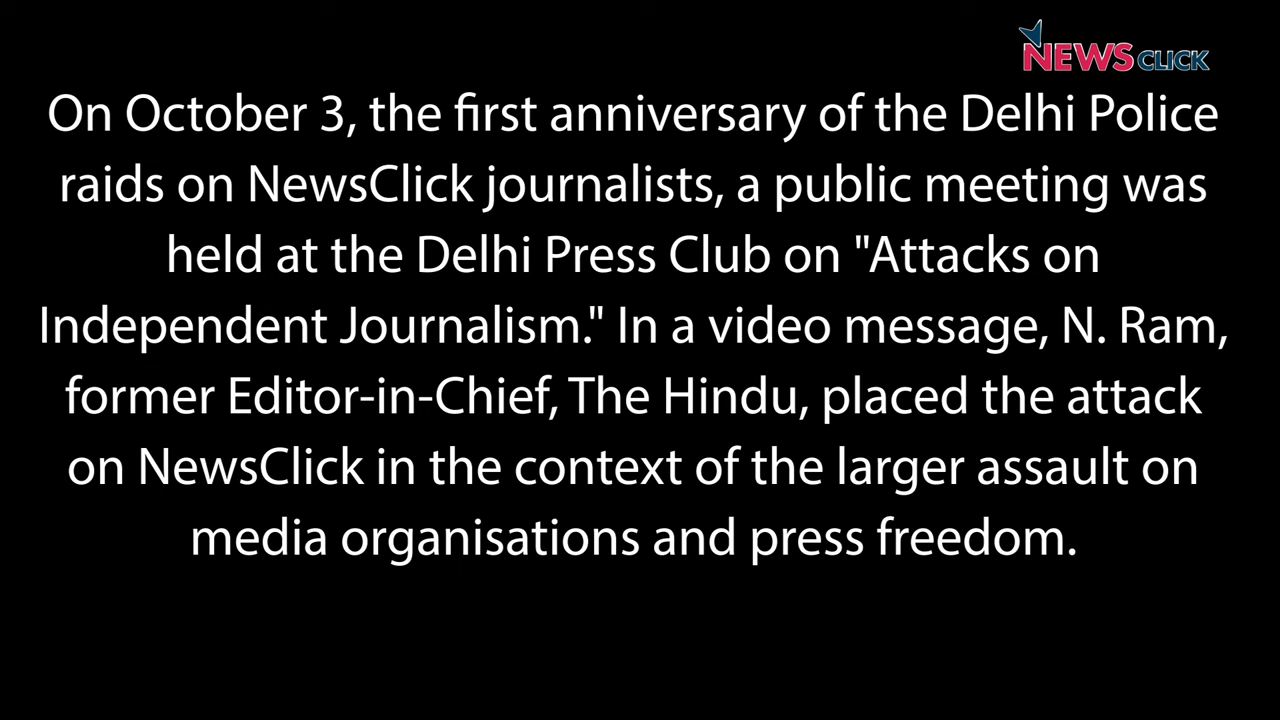 NEWSCLICK
On October 3, the first anniversary of the Delhi Police
raids on NewsClick journalists, a public meeting was
held at the Delhi Press Club on "Attacks on
Independent Journalism." In a video message, N. Ram,
former Editor-in-Chief, The Hindu, placed the attack
on NewsClick in the context of the larger assault on
media organisations and press freedom.